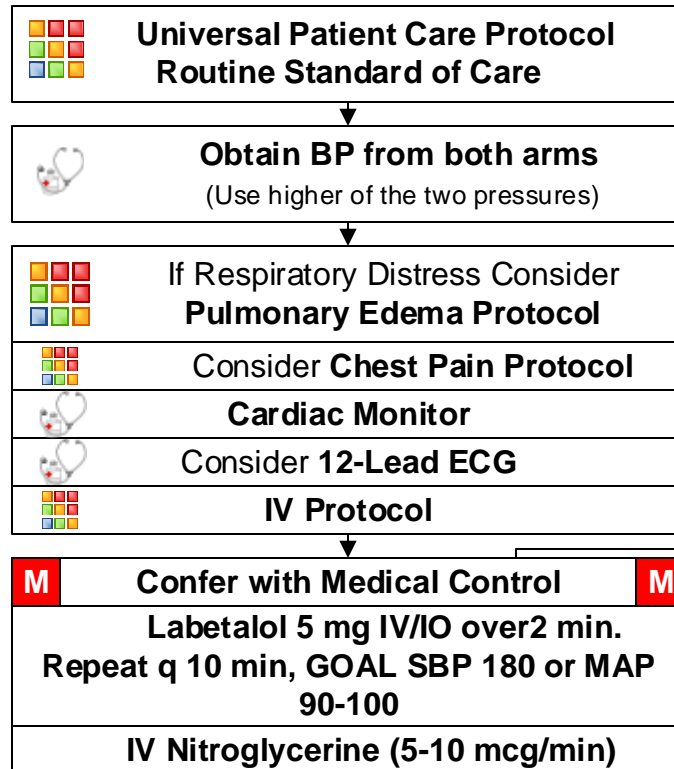 Universal Patient Care Protocol
Routine Standard of Care
Obtain BP from both arms
(Use higher of the two pressures)
If Respiratory Distress Consider
Pulmonary Edema Protocol
Consider Chest Pain Protocol
Cardiac Monitor
Consider 12-Lead ECG
IV Protocol
M Confer with Medical Control M
Labetalol 5 mg IV/IO over2 min.
Repeat q 10 min, GOAL SBP 180 or MAP
90-100
IV Nitroglycerine (5-10 mcg/min)